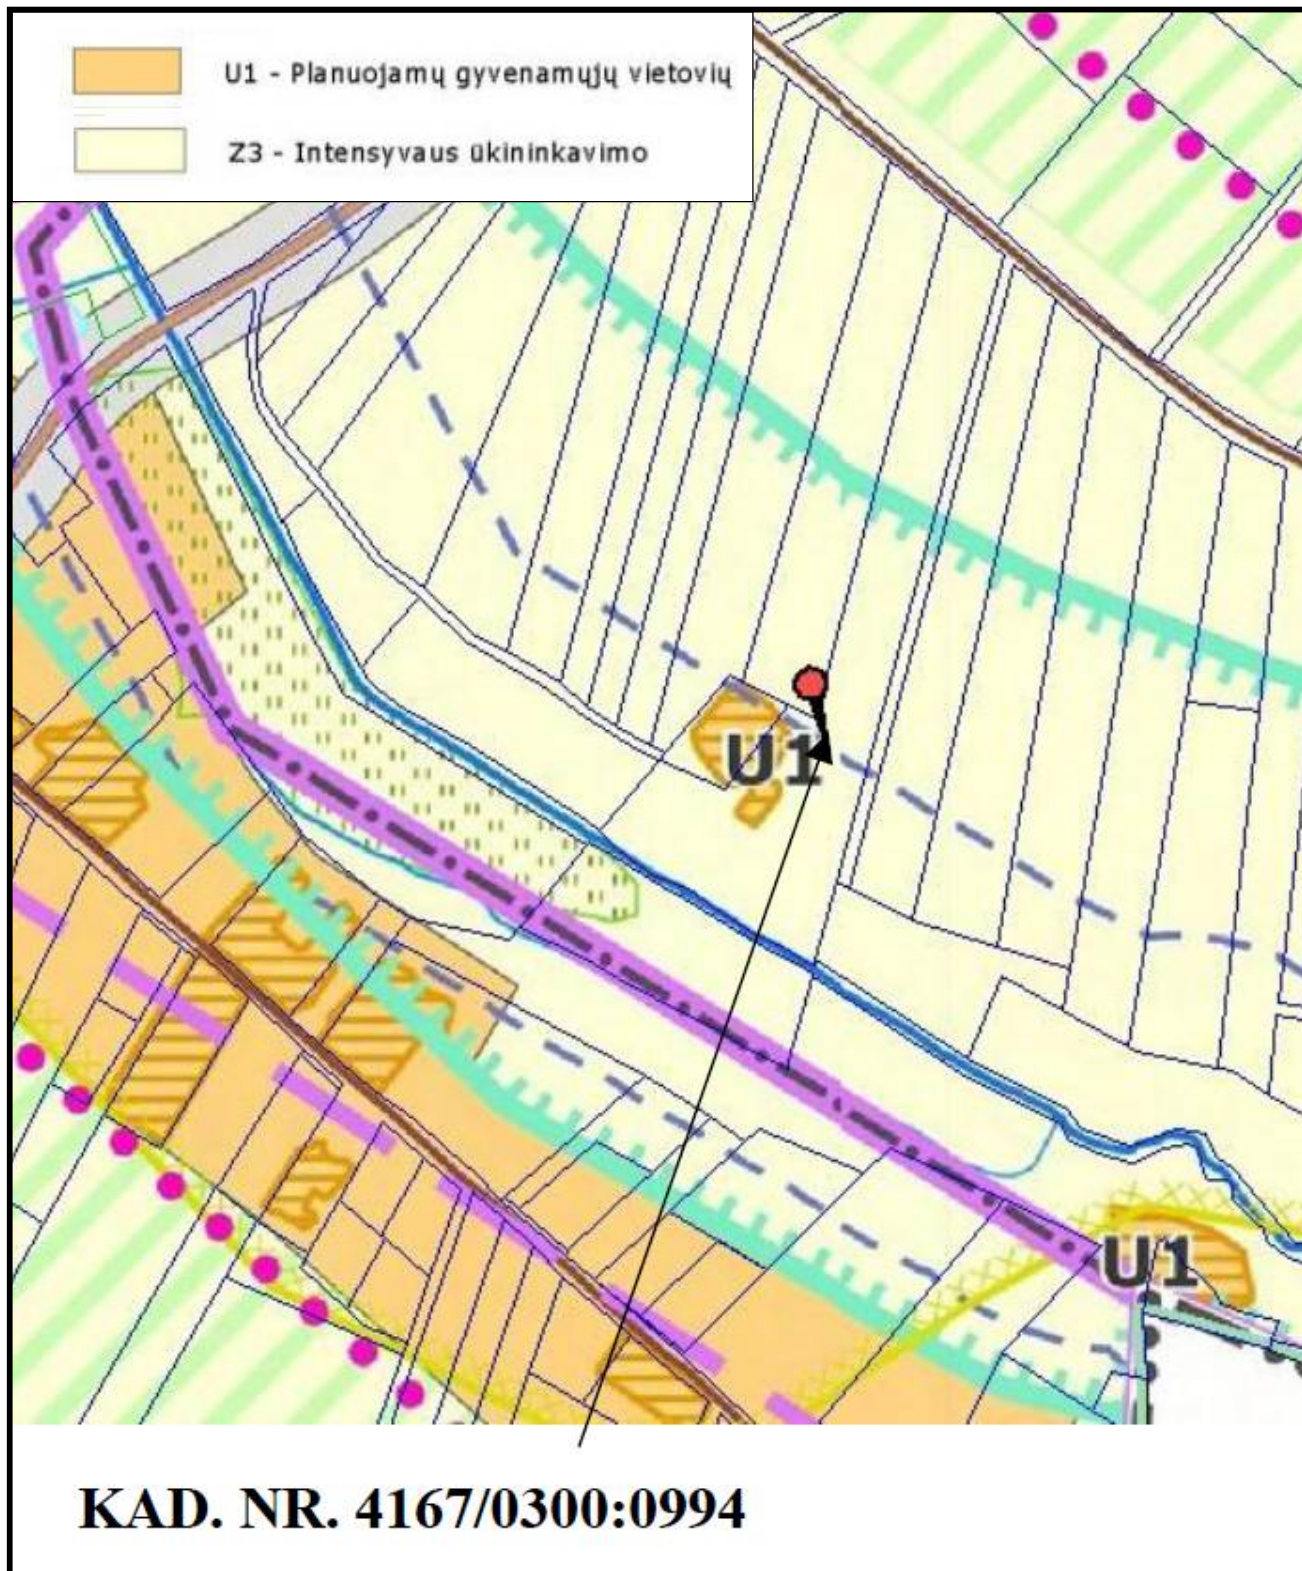 U1 - Planuojamų gyvenamųjų vietovių
Z3 - Intensyvaus ūkininkavimo
U1
U1
KAD. NR. 4167/0300:0994